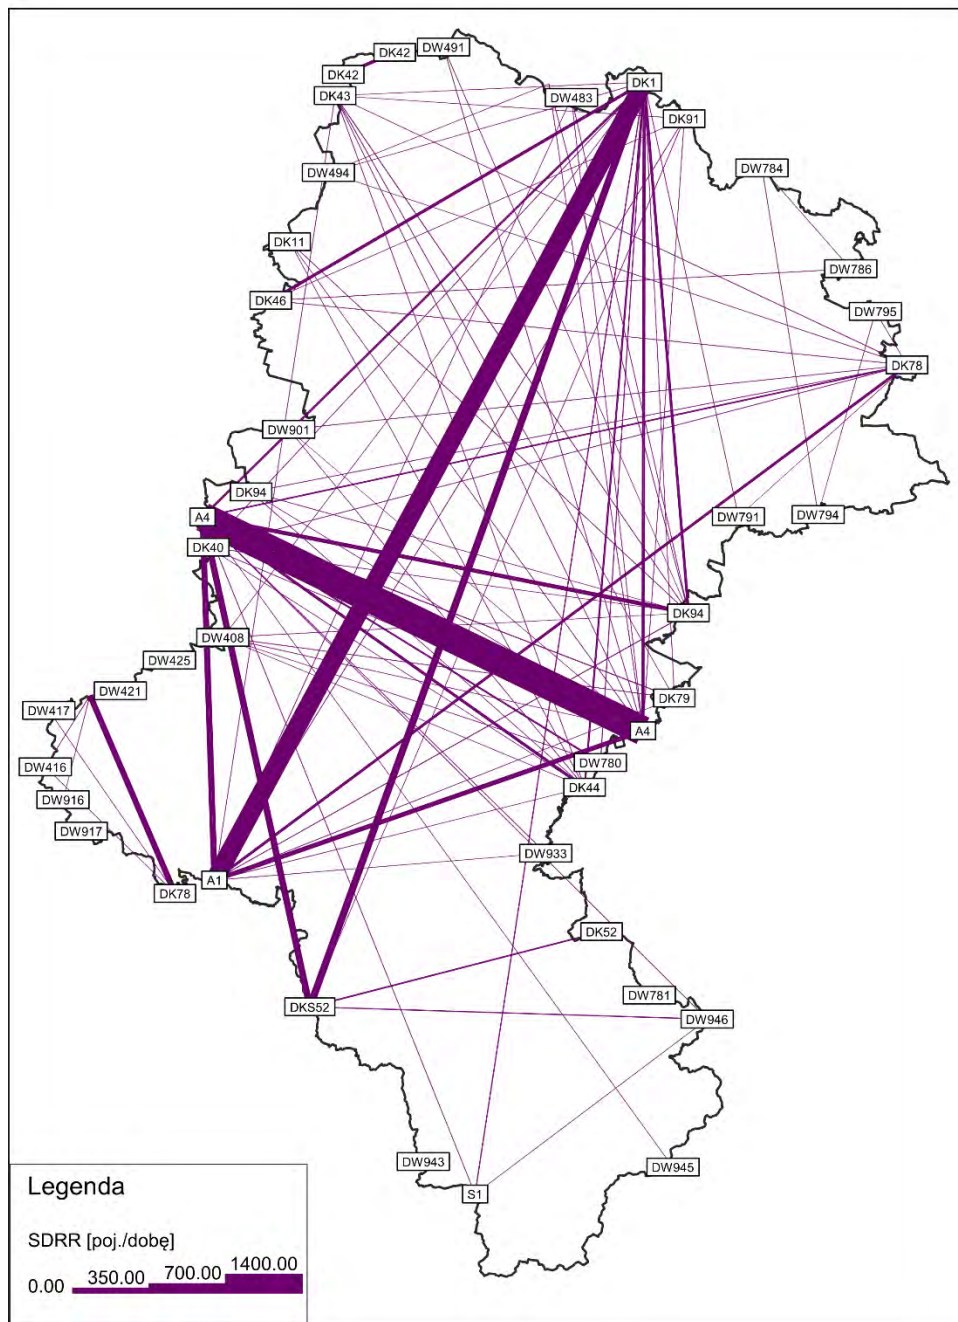 DW491
DK42
DK42
DK1
DK43
DW483
DK91
DW784
DW494
DK11
DW786
DK46
DW795
DK78
DW901
DK94
A4
DW791
DW794
DK40
DK94
DW408
DW425
DW421
DK79
DW417
A4
DW780
DW416
DK44
DW916
DW917
DW933
A1
DK78
DK52
DW781
DKS52
DW946
DW943
DW945
S1
Legenda
SDRR [poj./dobę]
0.00 350.00 700.00 1400.00